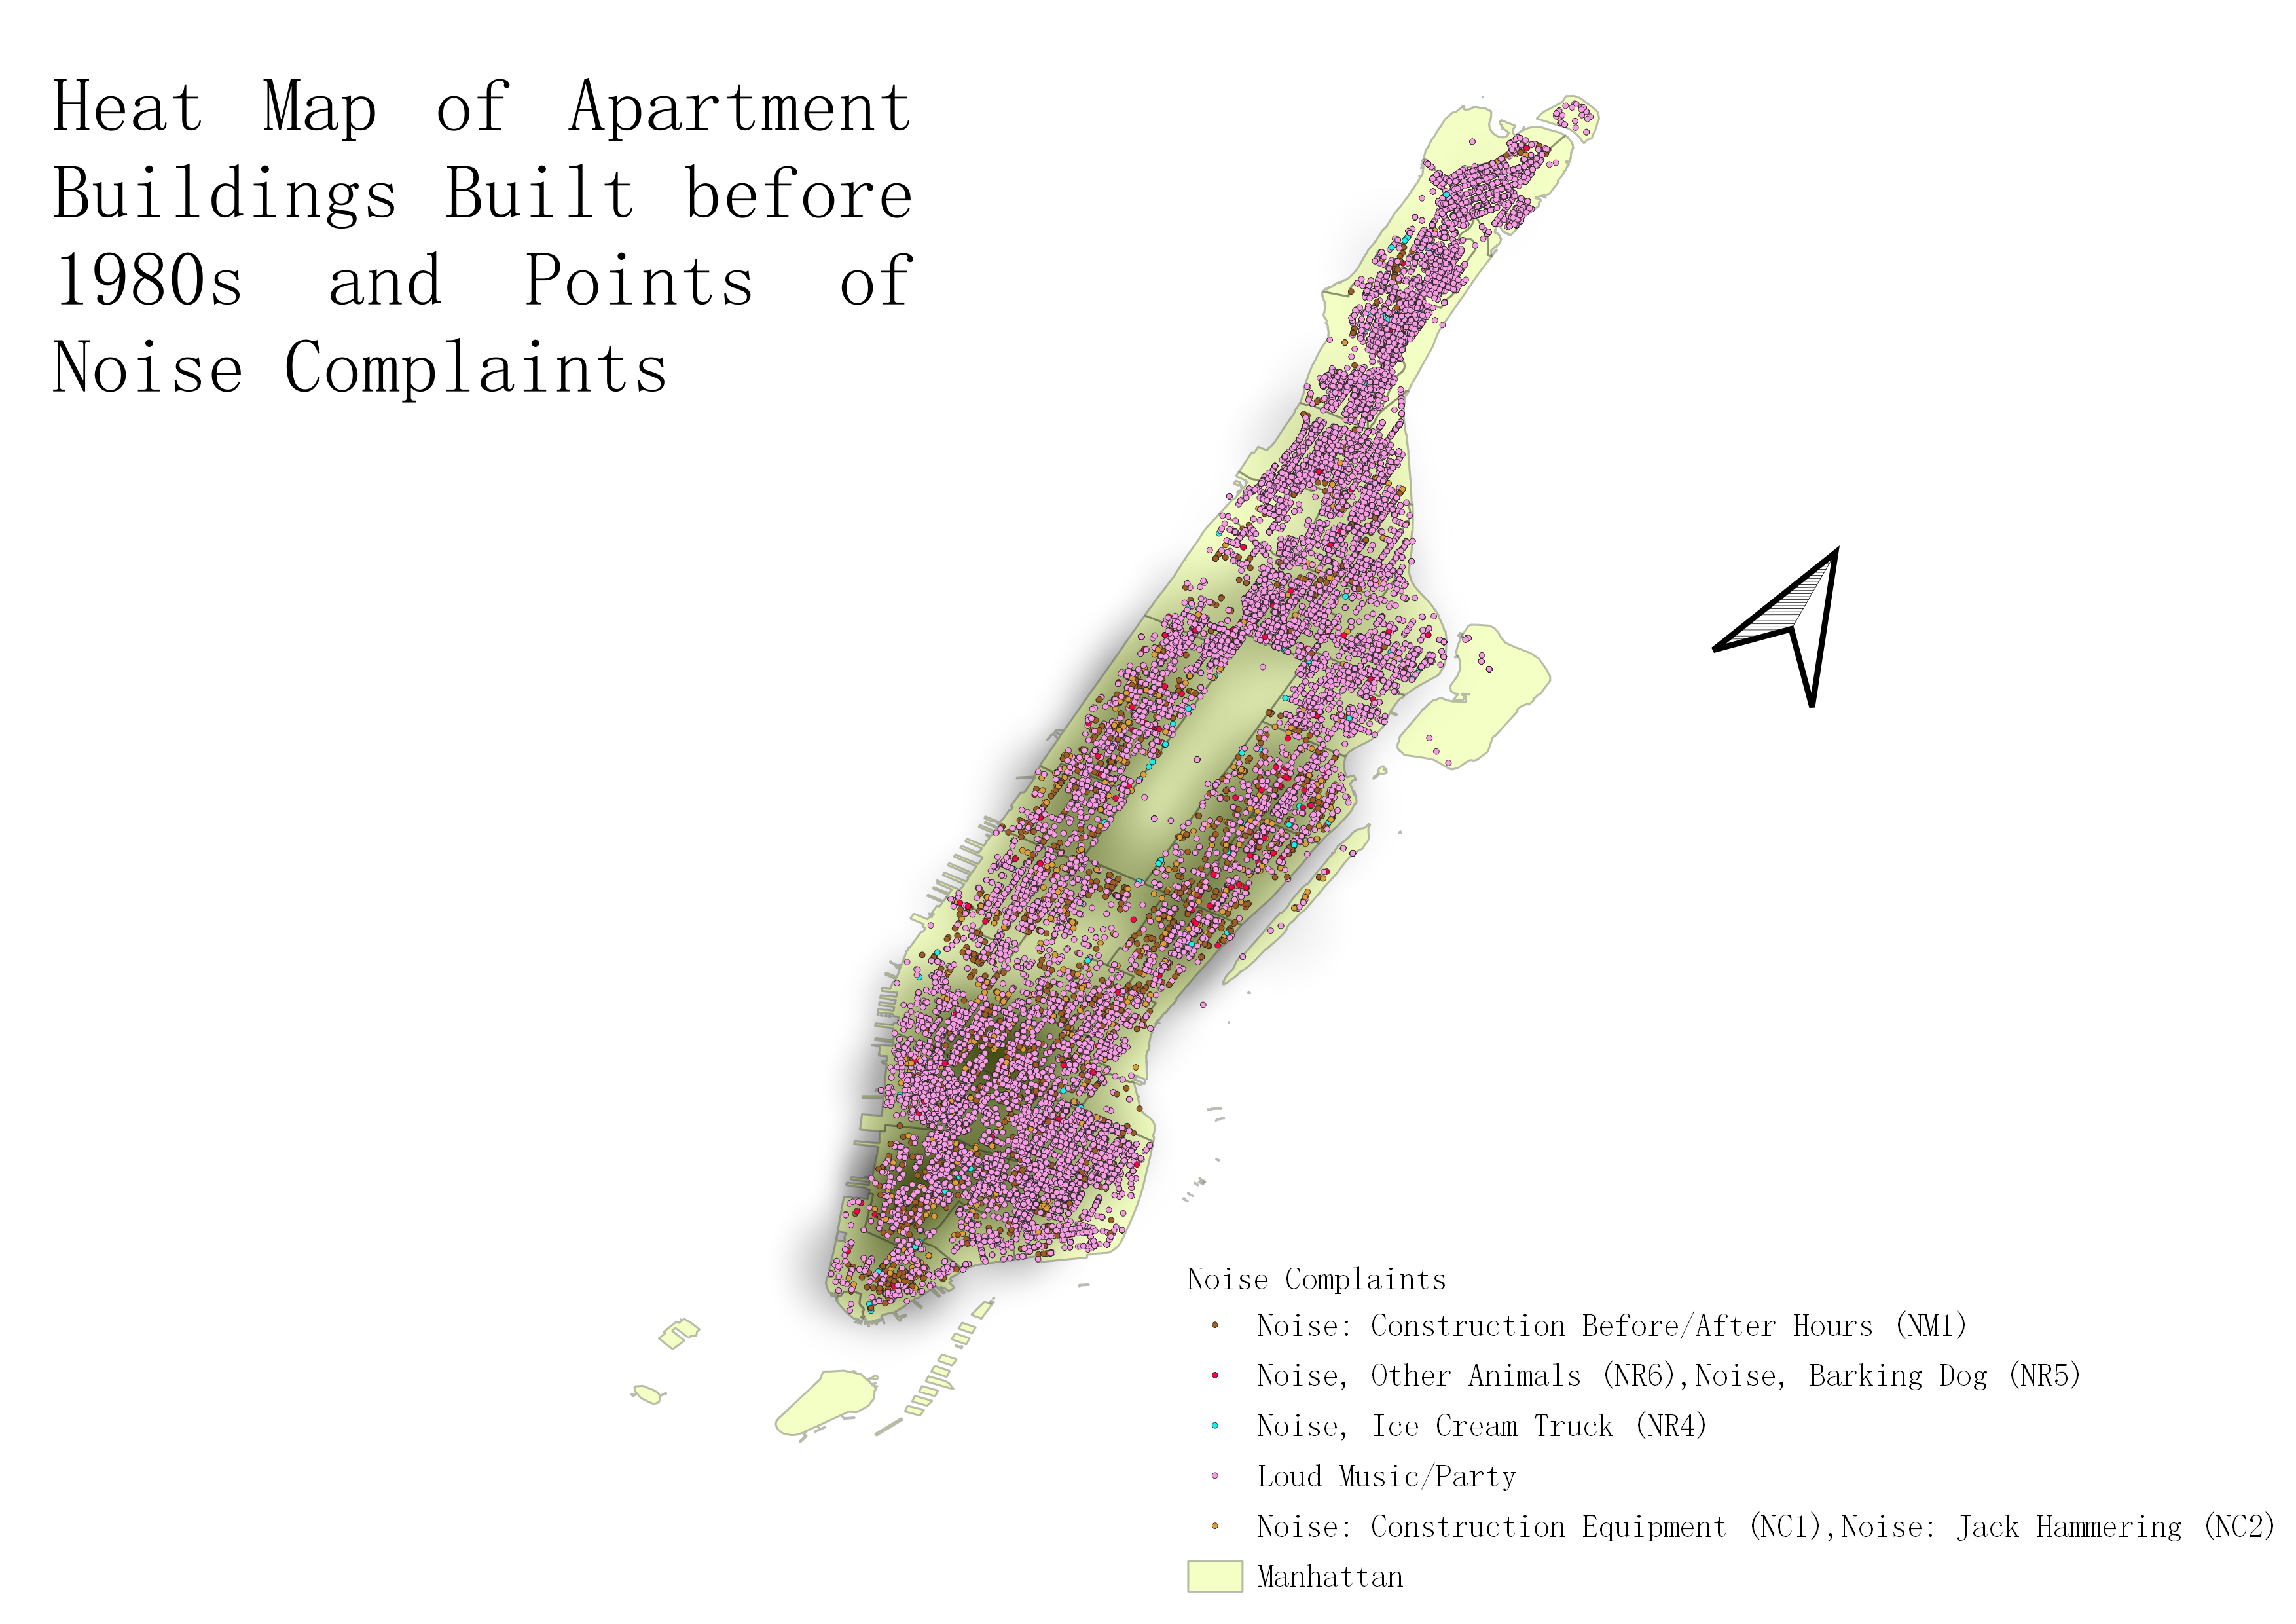 Heat Map of Apartment
Buildings Built before
1980s and Points of
Noise Complaints
Noise Complaints
Noise: Construction Before/After Hours (NM1)
Noise, Other Animals (NR6),Noise, Barking Dog (NR5)
Noise, Ice Cream Truck (NR4)
Loud Music/Party
Noise: Construction Equipment (NC1),Noise: Jack Hammering (NC2)
Manhattan